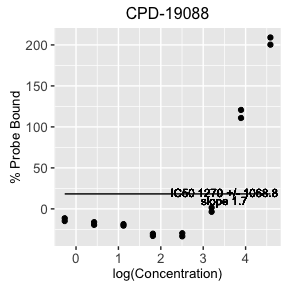 CPD-19088
% Probe Bound
200
150
100
50
0
IC50 1270 +/- 1068.8
slope 1.7
0 1 2 3 4
log(Concentration)